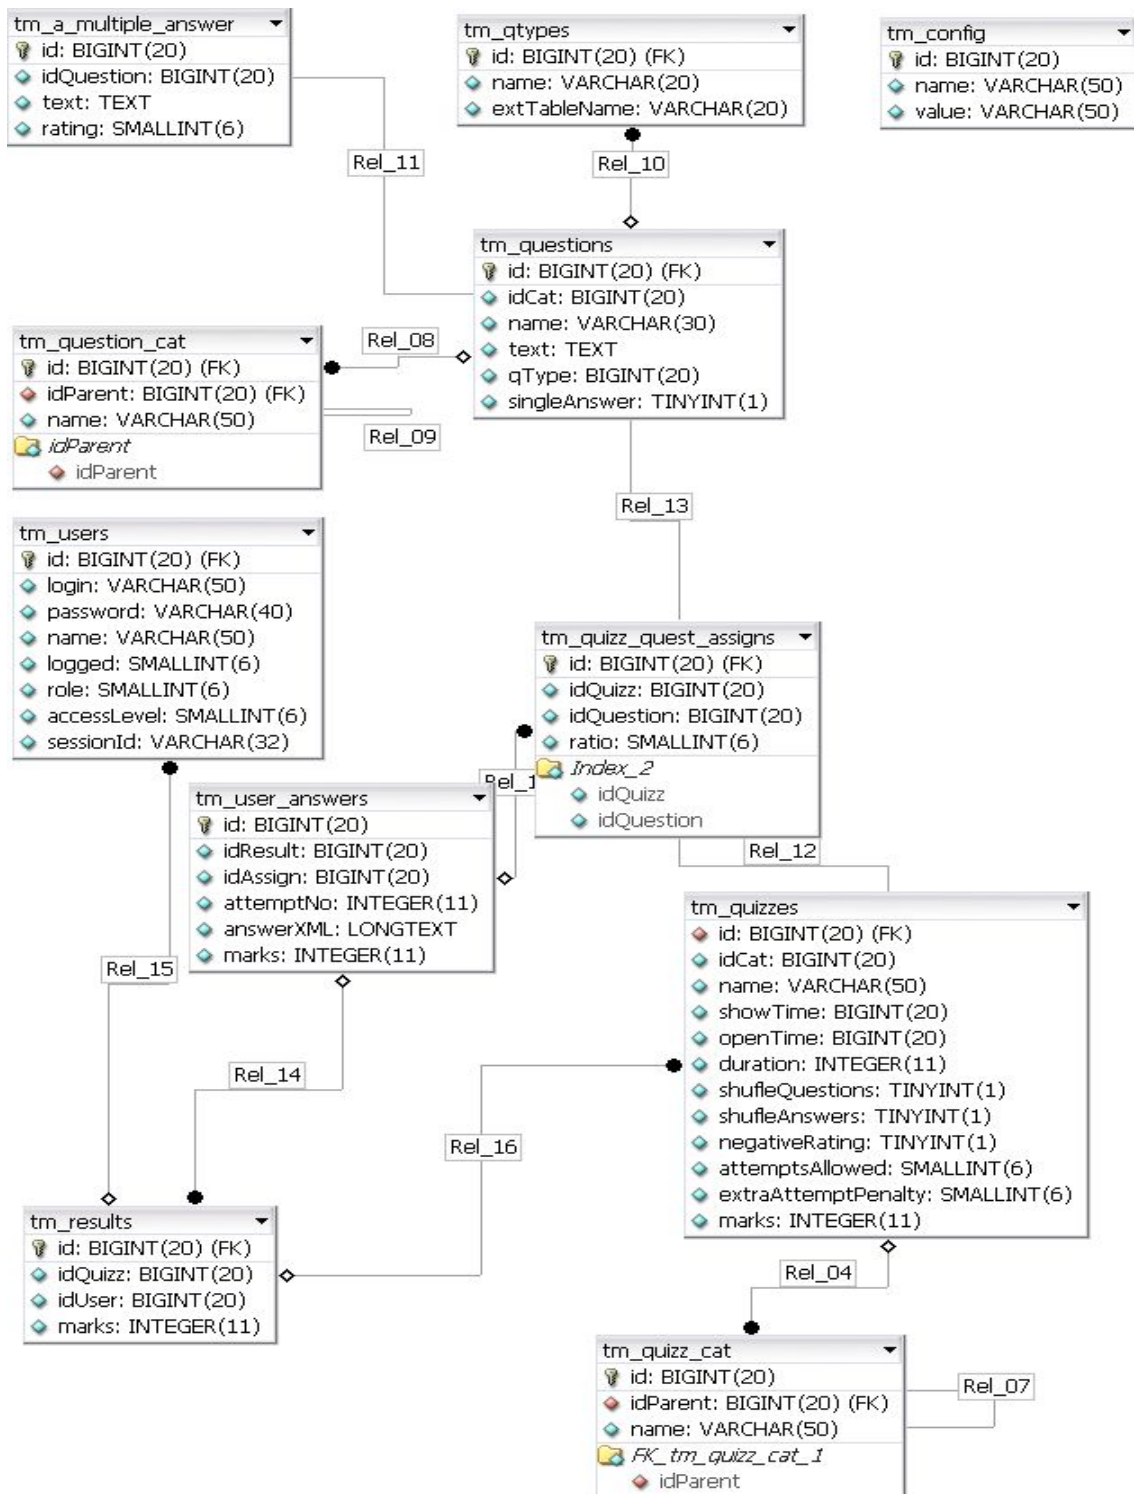 tm_a_multiple_answer
id: BIGINT(20)
idQuestion: BIGINT(20)
text: TEXT
rating: SMALLINT(6)
tm_qtypes
id: BIGINT(20) (FK)
name: VARCHAR(20)
extTableName: VARCHAR(20)
tm_config
id: BIGINT(20)
name: VARCHAR(50)
value: VARCHAR(50)
Rel_11
Rel_10
tm_questions
id: BIGINT(20) (FK)
idCat: BIGINT(20)
name: VARCHAR(30)
text: TEXT
qType: BIGINT(20)
singleAnswer: TINYINT(1)
tm_question_cat
id: BIGINT(20) (FK)
idParent: BIGINT(20) (FK)
name: VARCHAR(50)
idParent
idParent
Rel_08
Rel_09
Rel_13
tm_users
id: BIGINT(20) (FK)
login: VARCHAR(50)
password: VARCHAR(40)
name: VARCHAR(50)
logged: SMALLINT(6)
role: SMALLINT(6)
accessLevel: SMALLINT(6)
sessionId: VARCHAR(32)
tm_quizz_quest_assigns
id: BIGINT(20) (FK)
idQuizz: BIGINT(20)
idQuestion: BIGINT(20)
ratio: SMALLINT(6)
Index_2
idQuizz
idQuestion
Rel_1
tm_user_answers
id: BIGINT(20)
idResult: BIGINT(20)
idAssign: BIGINT(20)
attemptNo: INTEGER(11)
answerXML: LONGTEXT
marks: INTEGER(11)
Rel_12
tm_quizzes
id: BIGINT(20) (FK)
idCat: BIGINT(20)
name: VARCHAR(50)
showTime: BIGINT(20)
openTime: BIGINT(20)
duration: INTEGER(11)
shufleQuestions: TINYINT(1)
shufleAnswers: TINYINT(1)
negativeRating: TINYINT(1)
attemptsAllowed: SMALLINT(6)
extraAttemptPenalty: SMALLINT(6)
marks: INTEGER(11)
Rel_15
Rel_14
Rel_16
tm_results
id: BIGINT(20) (FK)
idQuizz: BIGINT(20)
idUser: BIGINT(20)
marks: INTEGER(11)
Rel_04
tm_quizz_cat
id: BIGINT(20)
idParent: BIGINT(20) (FK)
name: VARCHAR(50)
FK_tm_quizz_cat_1
idParent
Rel_07